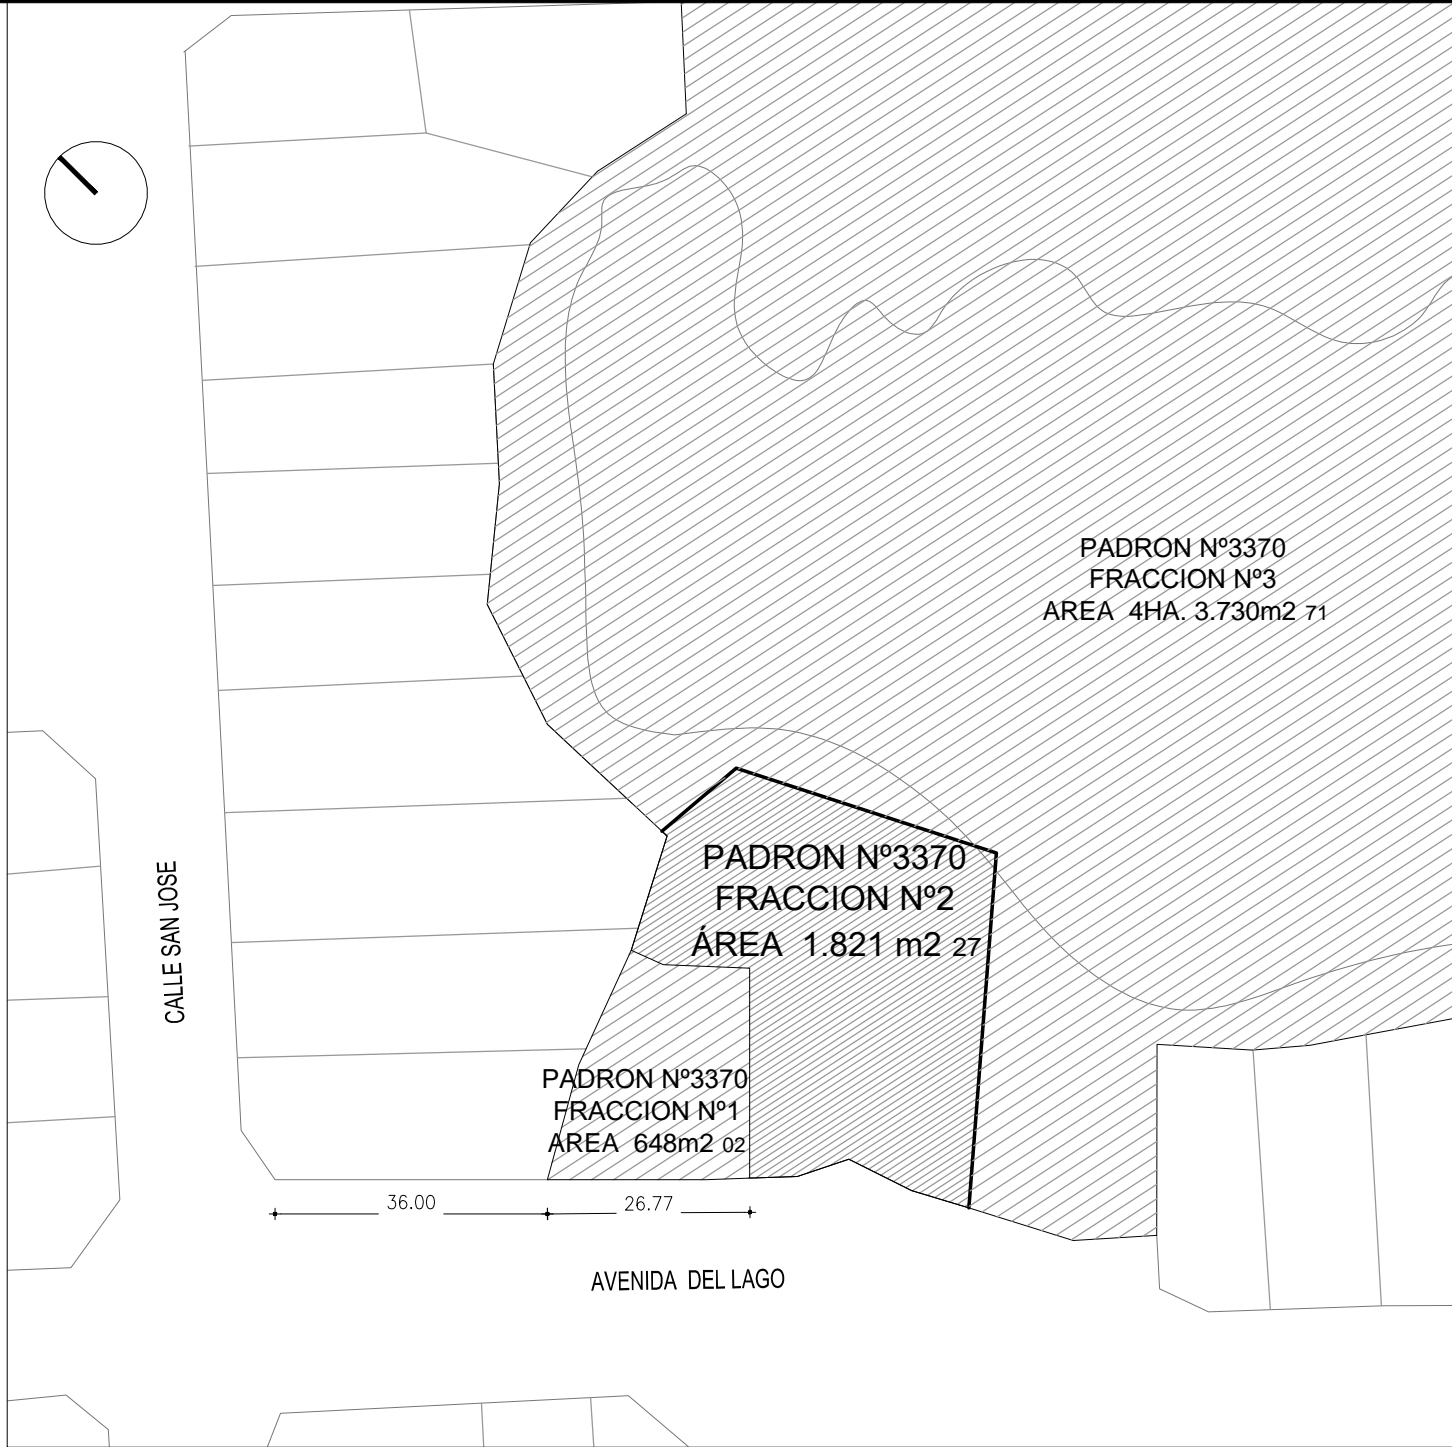 PADRON Nº3370
FRACCION Nº3
AREA 4HA. 3.730m2 71
PADRON Nº3370
FRACCION Nº2
ÁREA 1.821 m2 27
CALLE SAN JOSE
PADRON Nº3370
FRACCION Nº1
AREA 648m2 02
36.00
26.77
AVENIDA DEL LAGO